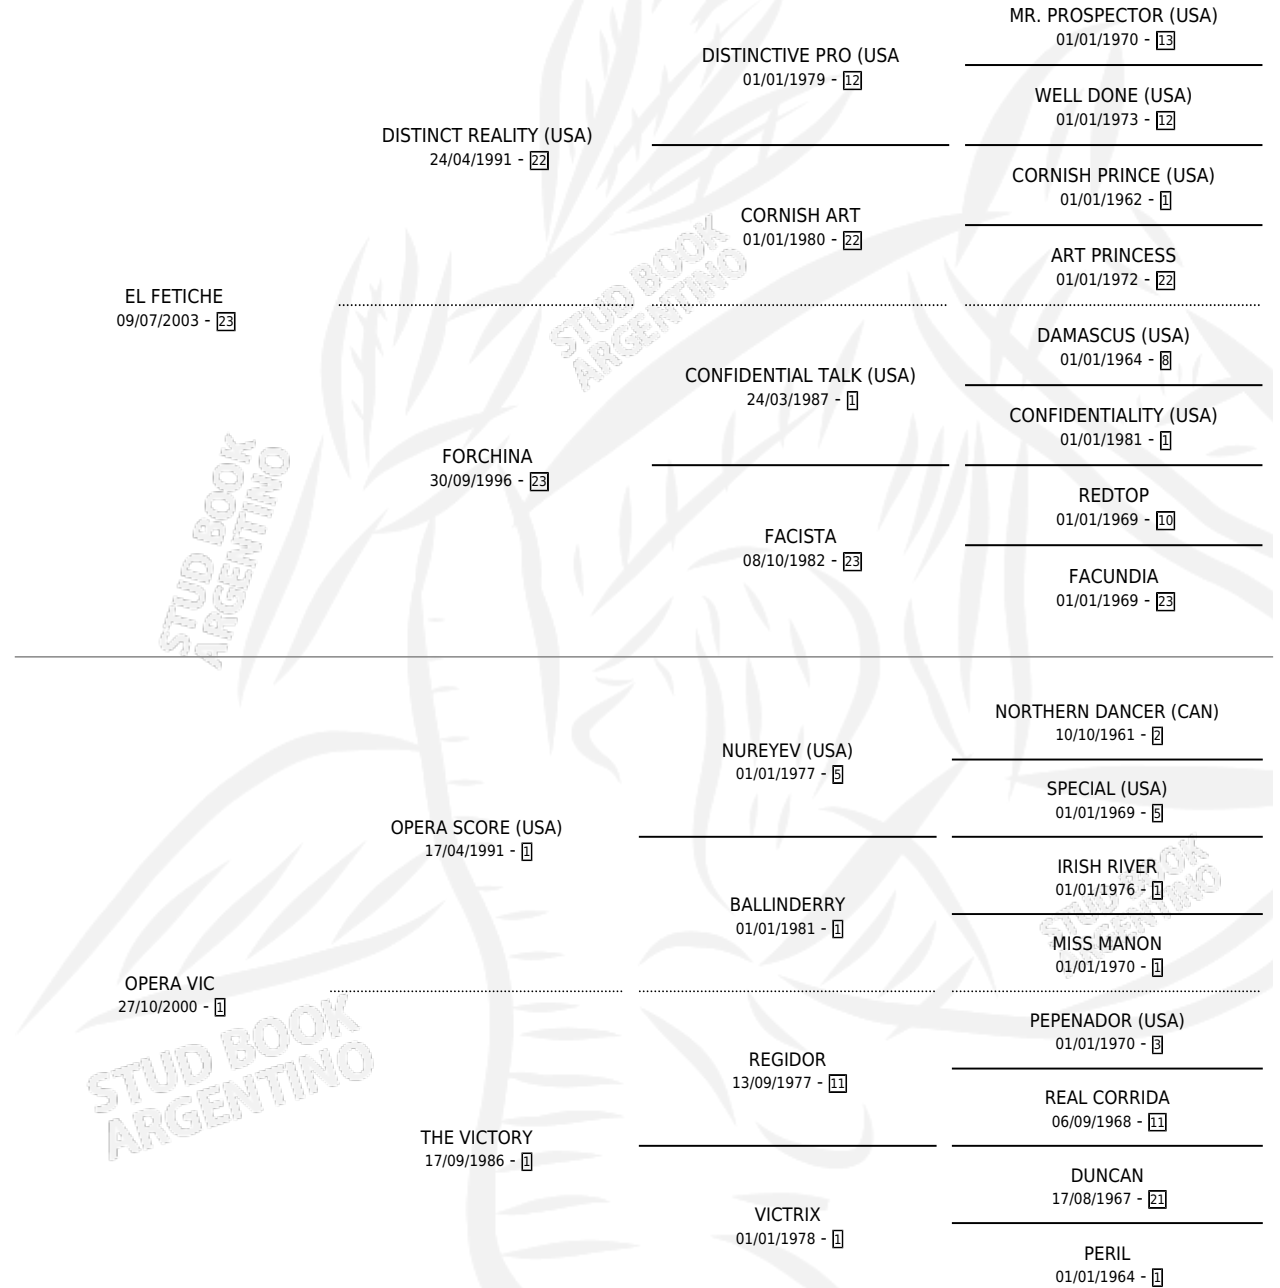 MR. PROSPECTOR (USA)
01/01/1970 - 13
DISTINCTIVE PRO (USA
01/01/1979 - 12
WELL DONE (USA)
01/01/1973 - 12
DISTINCT REALITY (USA)
24/04/1991 - 22
CORNISH PRINCE (USA)
01/01/1962 - 1
CORNISH ART
01/01/1980 - 22
ART PRINCESS
01/01/1972 - 22
EL FETICHE
09/07/2003 - 23
DAMASCUS (USA)
01/01/1964 - 8
CONFIDENTIAL TALK (USA)
24/03/1987 - 1
CONFIDENTIALITY (USA)
01/01/1981 - 1
FORCHINA
30/09/1996 - 23
REDTOP
01/01/1969 - 10
FACISTA
08/10/1982 - 23
FACUNDIA
01/01/1969 - 23
NORTHERN DANCER (CAN)
10/10/1961 - 2
NUREYEV (USA)
01/01/1977 - 5
SPECIAL (USA)
01/01/1969 - 5
OPERA SCORE (USA)
17/04/1991 - 1
IRISH RIVER
01/01/1976 - 1
BALLINDERRY
01/01/1981 - 1
MISS MANON
01/01/1970 - 1
OPERA VIC
27/10/2000 - 1
PEPENADOR (USA)
01/01/1970 - 3
REGIDOR
13/09/1977 - 11
REAL CORRIDA
06/09/1968 - 11
THE VICTORY
17/09/1986 - 1
DUNCAN
17/08/1967 - 21
VICTRIX
01/01/1978 - 1
PERIL
01/01/1964 - 1
STUD BOOK
ARGENTINO
STUD BOOK
ARGENTINO
STUD BOOK
ARGENTINO
STUD BOOK
ARGENTINO